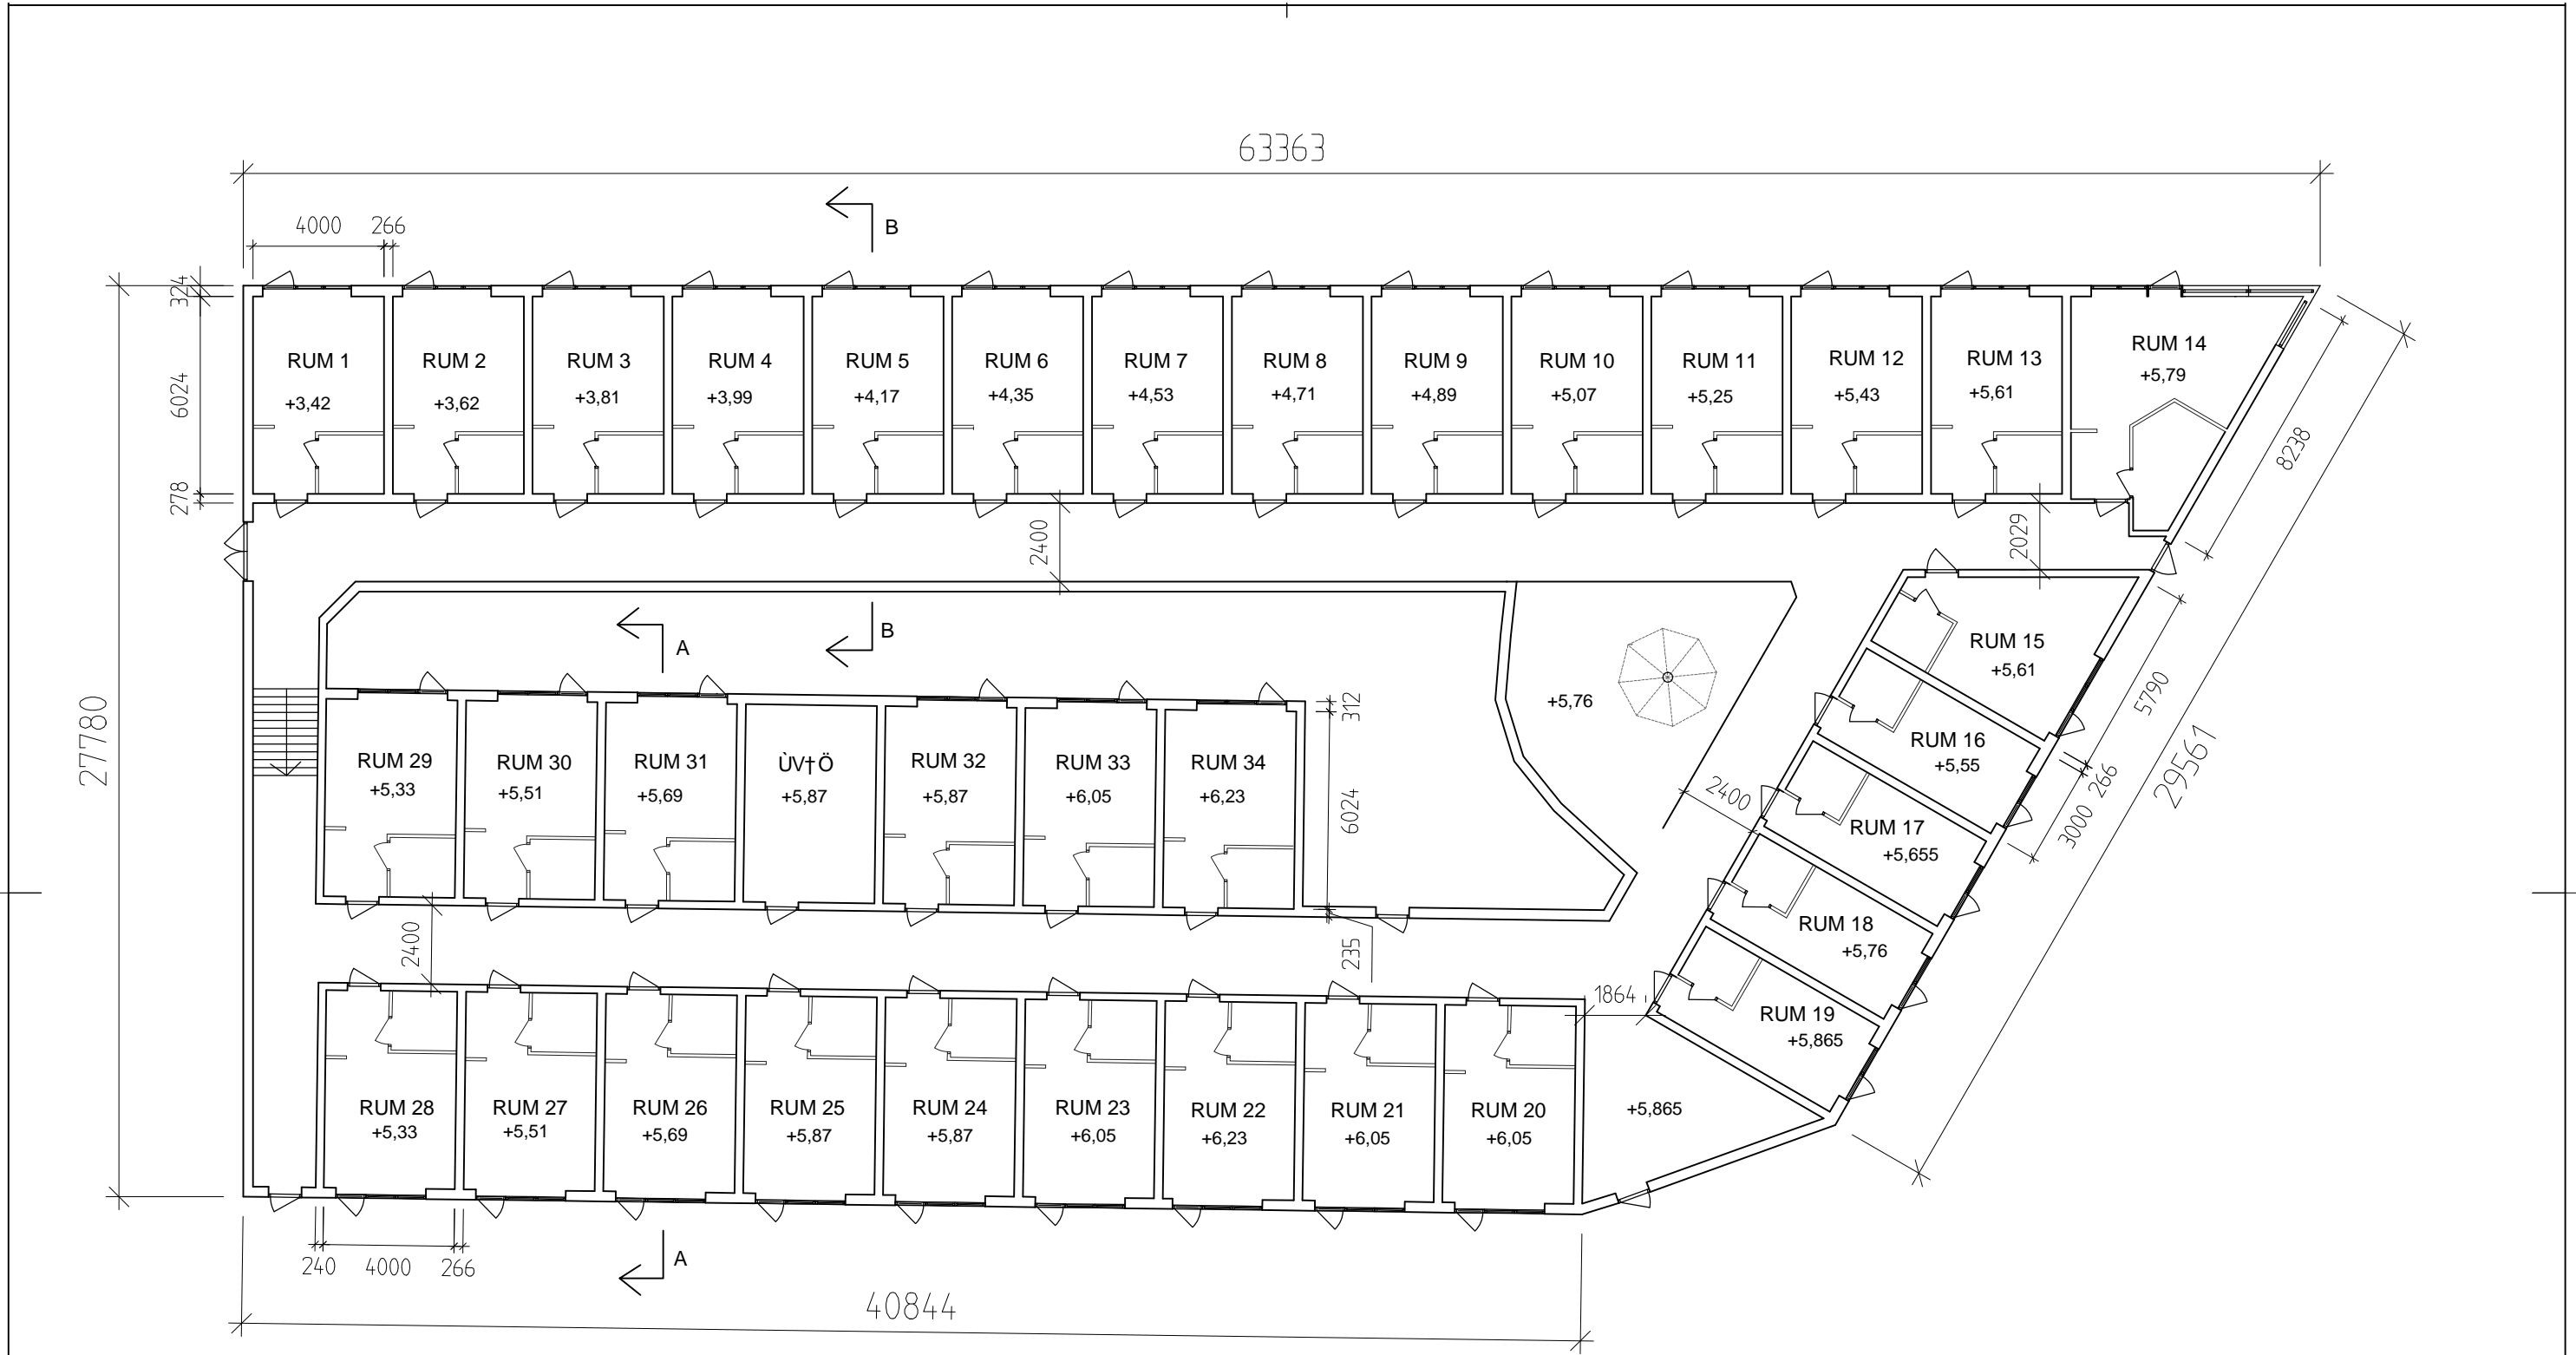 63363
B
4000 266
324
6024
278
RUM 1
+3,42
RUM 2
+3,62
RUM 3
+3,81
RUM 4
+3,99
RUM 5
+4,17
RUM 6
+4,35
RUM 7
+4,53
RUM 8
+4,71
RUM 9
+4,89
RUM 10
+5,07
RUM 11
+5,25
RUM 12
+5,43
RUM 13
+5,61
RUM 14
+5,79
8238
2400
2029
27780
A
B
+5,76
RUM 15
+5,61
5790
29561
RUM 16
+5,55
266
3000
2400
RUM 17
+5,655
RUM 18
+5,76
RUM 19
+5,865
RUM 29
+5,33
RUM 30
+5,51
RUM 31
+5,69
ÙV†Ö
+5,87
RUM 32
+5,87
RUM 33
+6,05
RUM 34
+6,23
312
6024
2400
235
1864
RUM 28
+5,33
RUM 27
+5,51
RUM 26
+5,69
RUM 25
+5,87
RUM 24
+5,87
RUM 23
+6,05
RUM 22
+6,23
RUM 21
+6,05
RUM 20
+6,05
+5,865
240 4000 266
A
40844